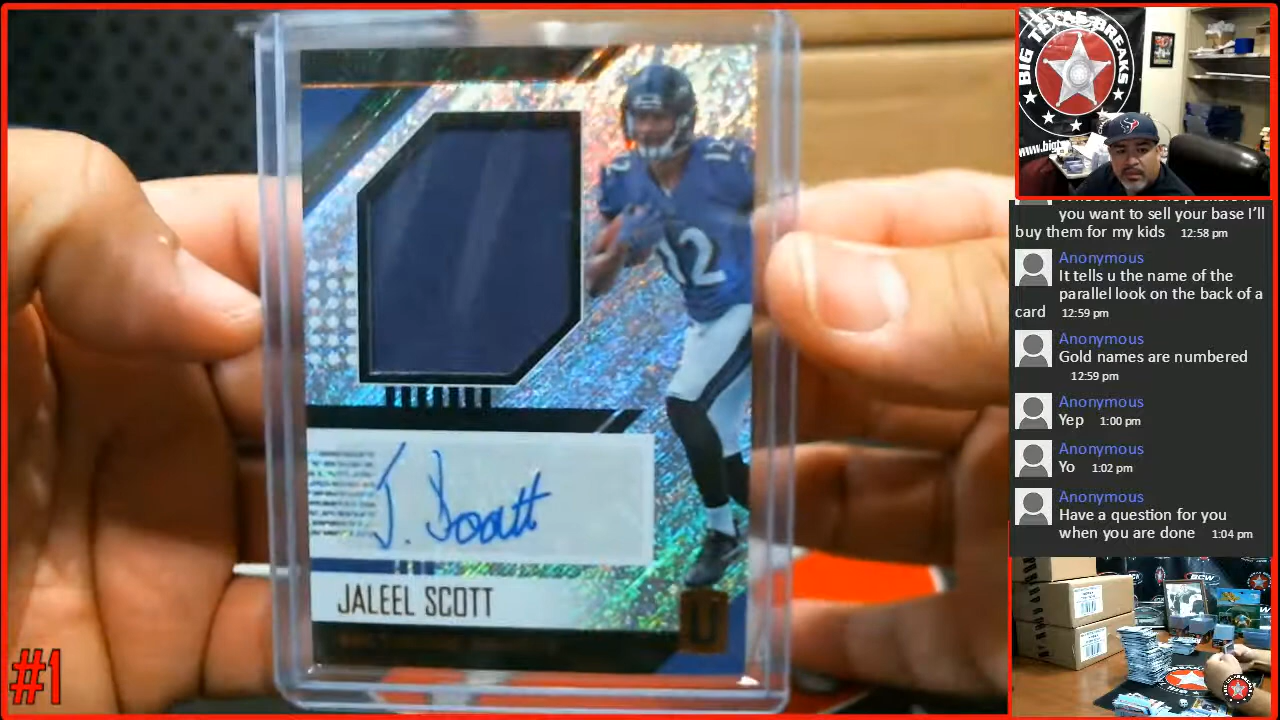 12
12
J. Scott
JALEEL SCOTT
U
#1
BIG TEXAS BREAKS
www.bigt
you want to sell your base I'll
buy them for my kids 12:58 pm
Anonymous
It tells u the name of the
parallel look on the back of a
card 12:59 pm
Anonymous
Gold names are numbered
12:59 pm
Anonymous
Yep 1:00 pm
Anonymous
Yo 1:02 pm
Anonymous
Have a question for you
when you are done 1:04 pm
BCW